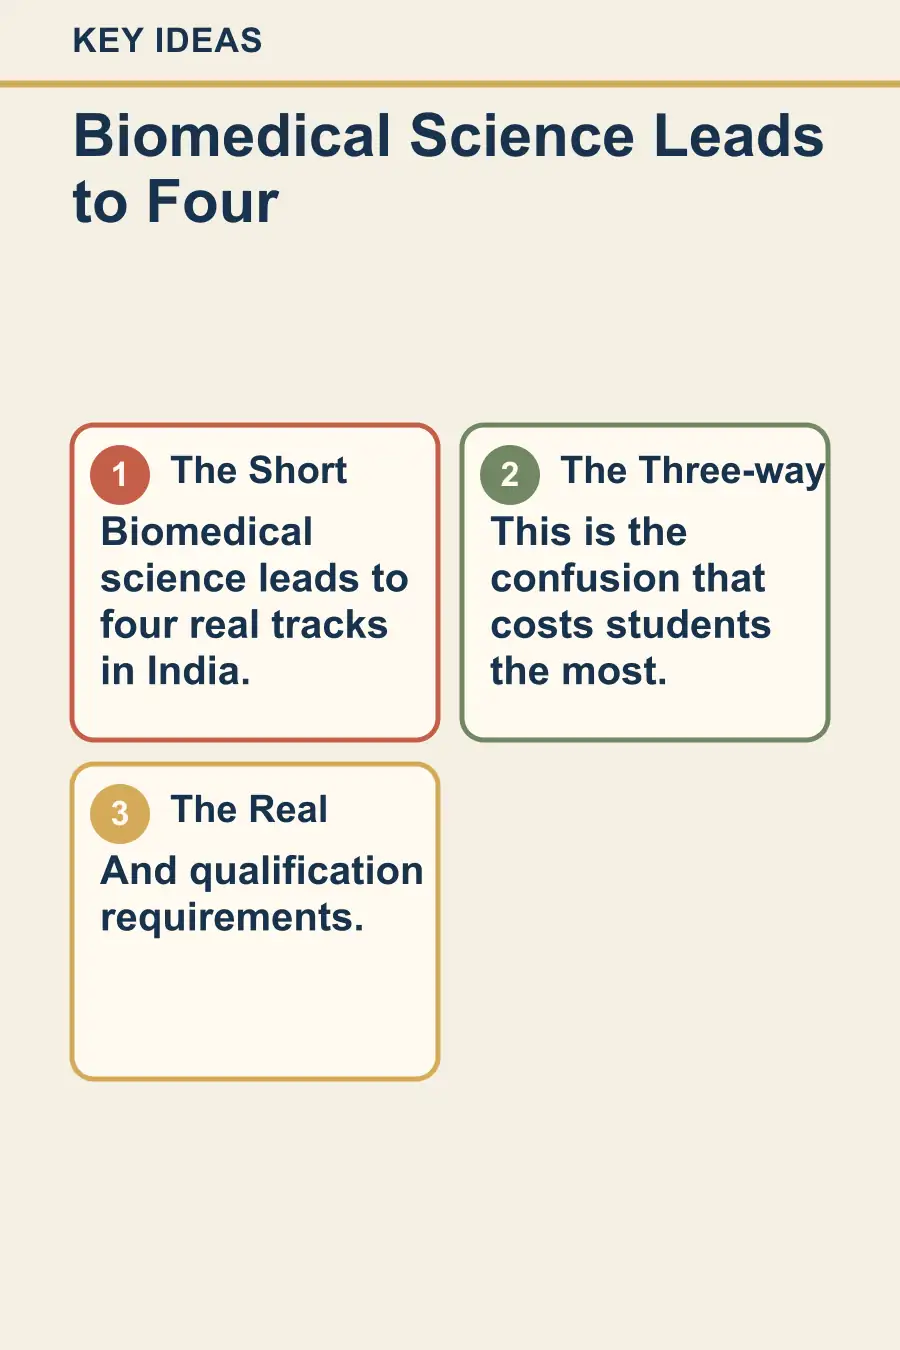 KEY IDEAS
Biomedical Science Leads
to Four
1 The Short
Biomedical
science leads to
four real tracks
in India.
2 The Three-way
This is the
confusion that
costs students
the most.
3 The Real
And qualification
requirements.